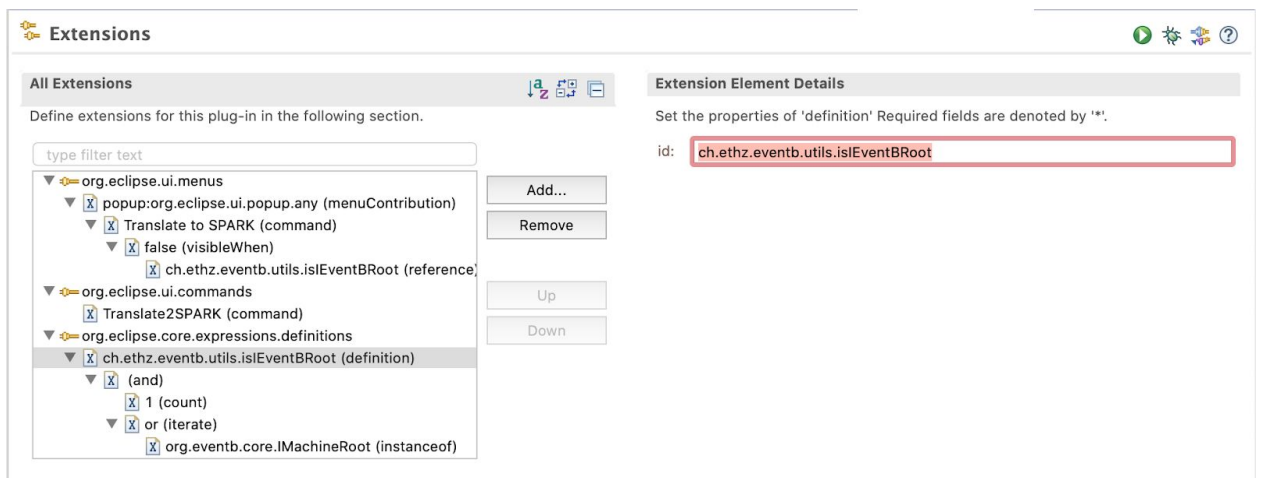 Extensions
All Extensions
Define extensions for this plug-in in the following section.
type filter text
org.eclipse.ui.menus
popup:org.eclipse.ui.popup.any (menuContribution)
Translate to SPARK (command)
false (visibleWhen)
ch.ethz.eventb.utils.isIEventBRoot (reference)
org.eclipse.ui.commands
Translate2SPARK (command)
org.eclipse.core.expressions.definitions
ch.ethz.eventb.utils.isIEventBRoot (definition)
(and)
1 (count)
or (iterate)
org.eventb.core.IMachineRoot (instanceof)
Add...
Remove
Up
Down
Extension Element Details
Set the properties of 'definition' Required fields are denoted by '*'.
id: ch.ethz.eventb.utils.isIEventBRoot